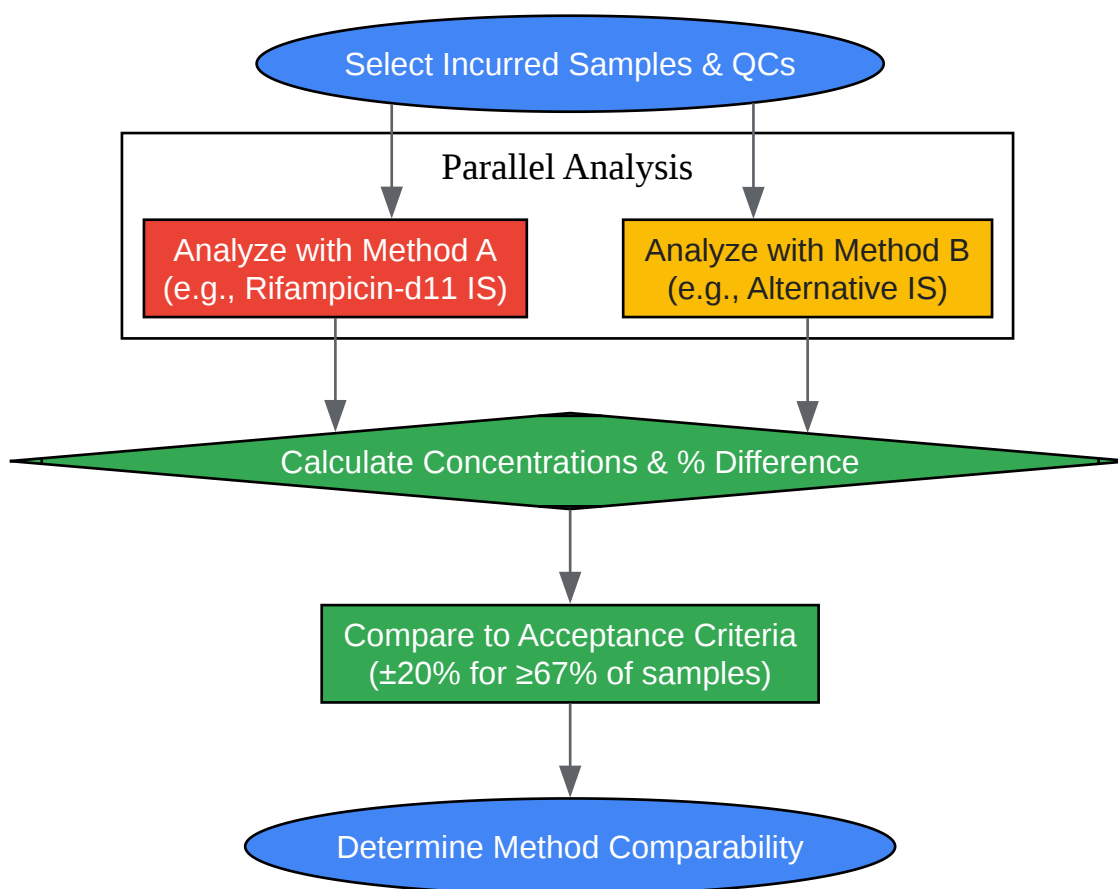 Select Incurred Samples & QCs
Parallel Analysis
Analyze with Method A
(e.g., Rifampicin-d11 IS)
Analyze with Method B
(e.g., Alternative IS)
Calculate Concentrations & % Difference
Compare to Acceptance Criteria
(±20% for ≥67% of samples)
Determine Method Comparability